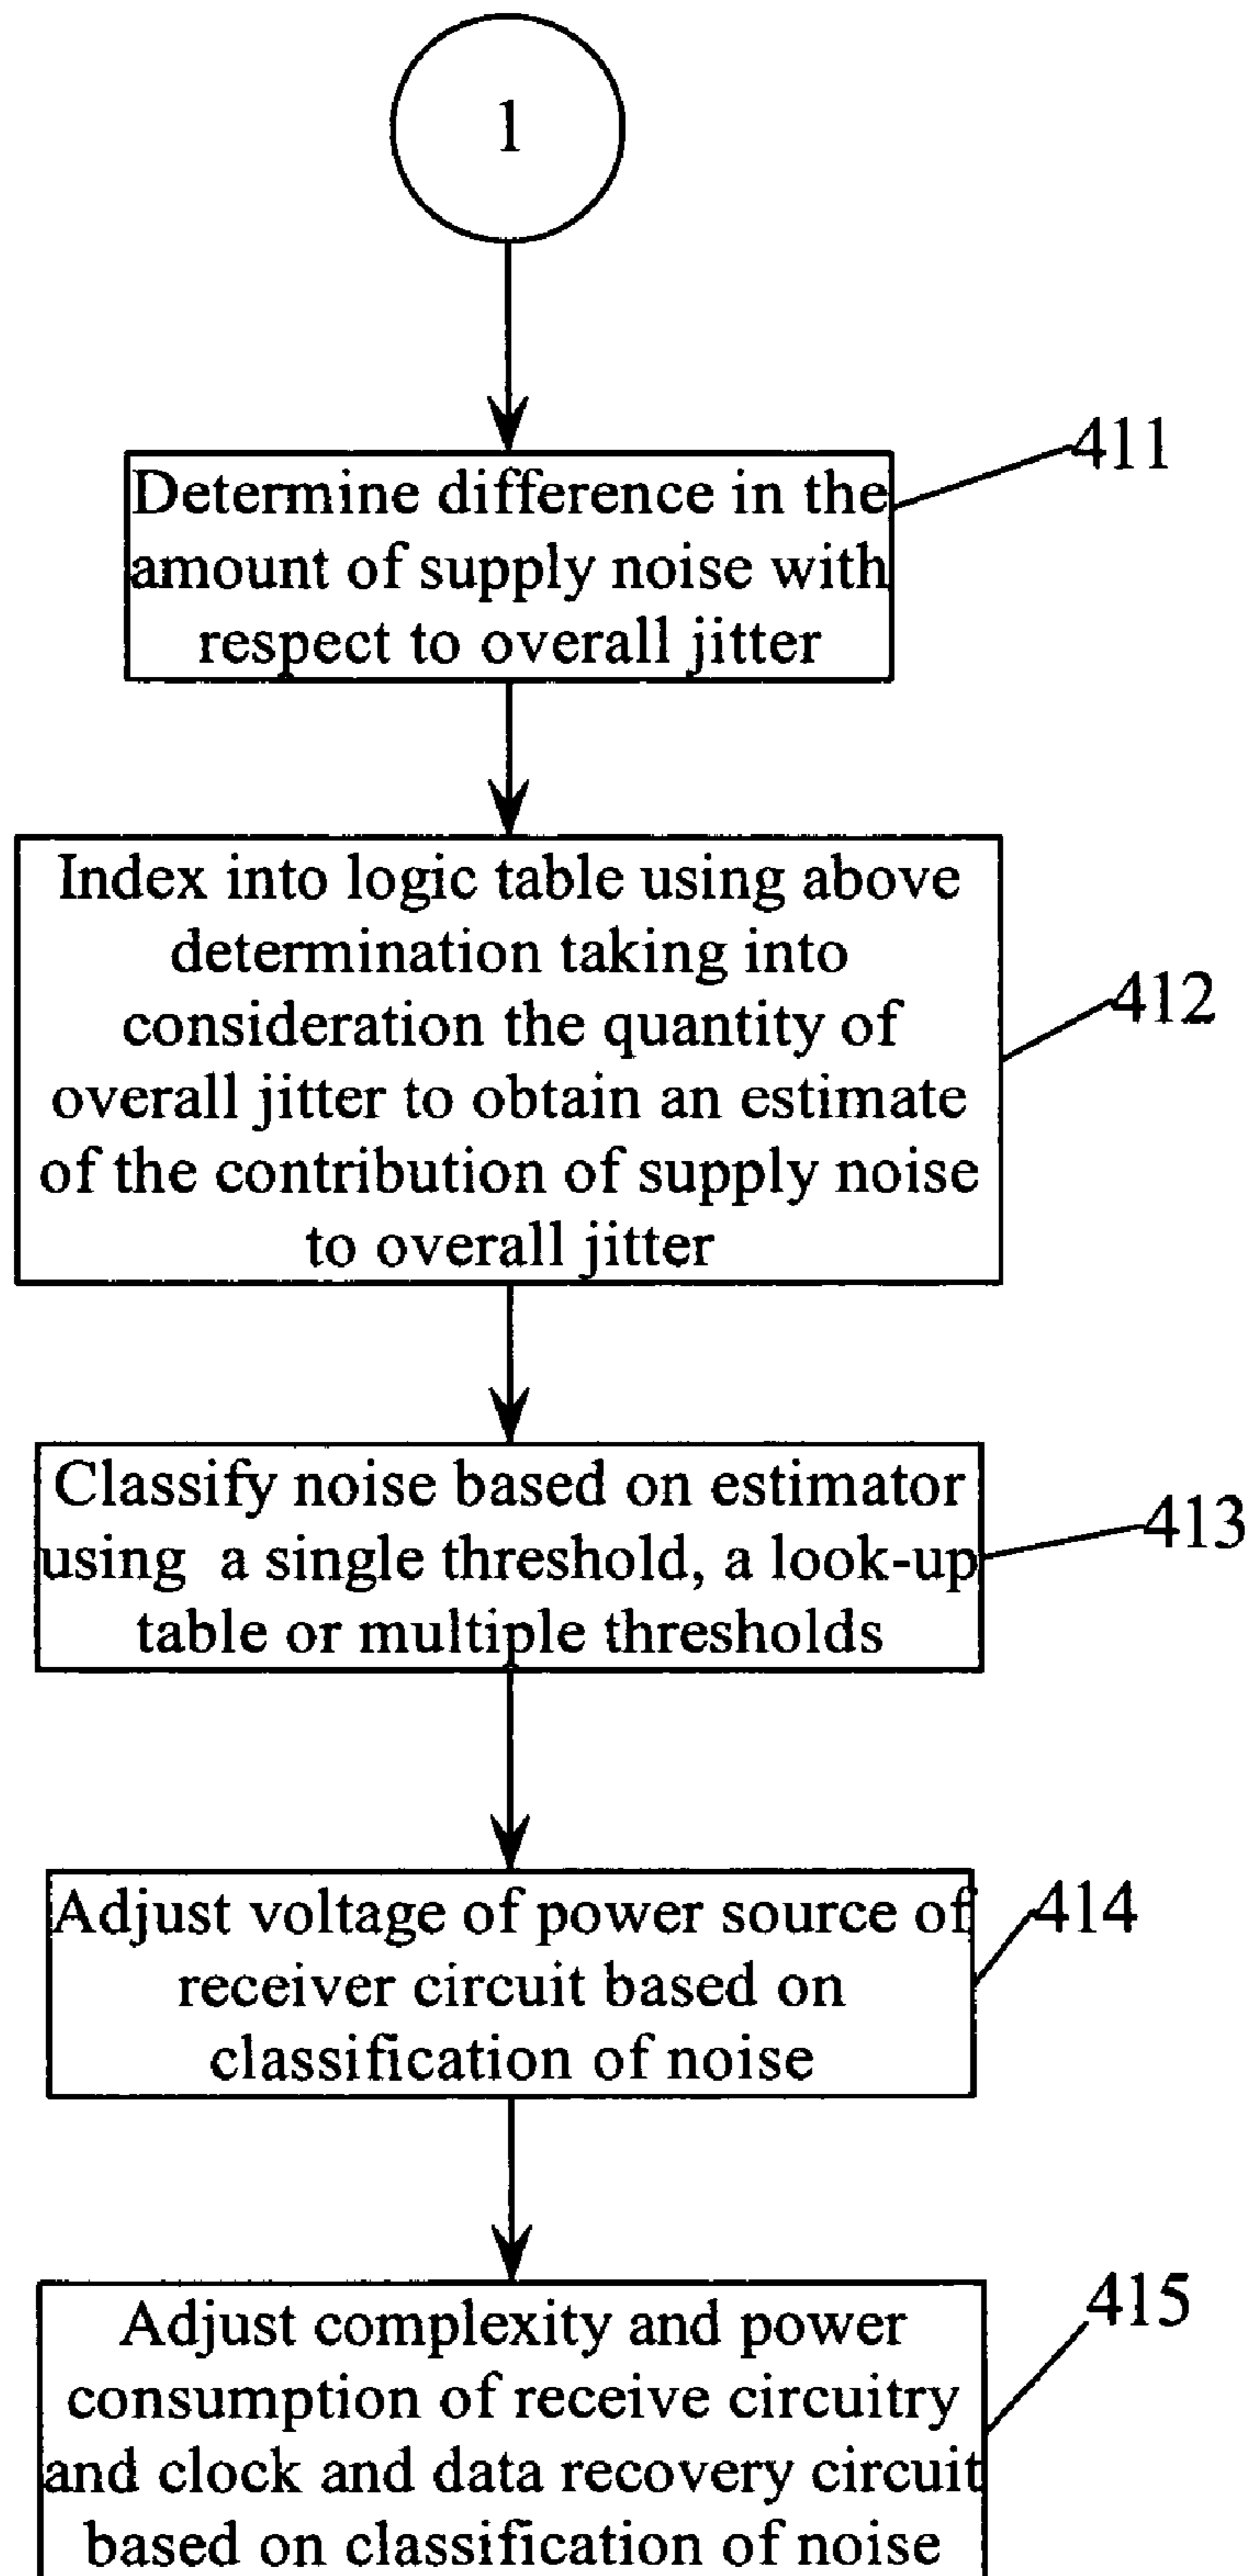 1
411
Determine difference in the
amount of supply noise with
respect to overall jitter
Index into logic table using above
determination taking into
consideration the quantity of
overall jitter to obtain an estimate
of the contribution of supply noise
to overall jitter
412
Classify noise based on estimator
using a single threshold, a look-up
table or multiple thresholds
413
Adjust voltage of power source of
receiver circuit based on
classification of noise
414
Adjust complexity and power
consumption of receive circuitry
and clock and data recovery circuit
based on classification of noise
415